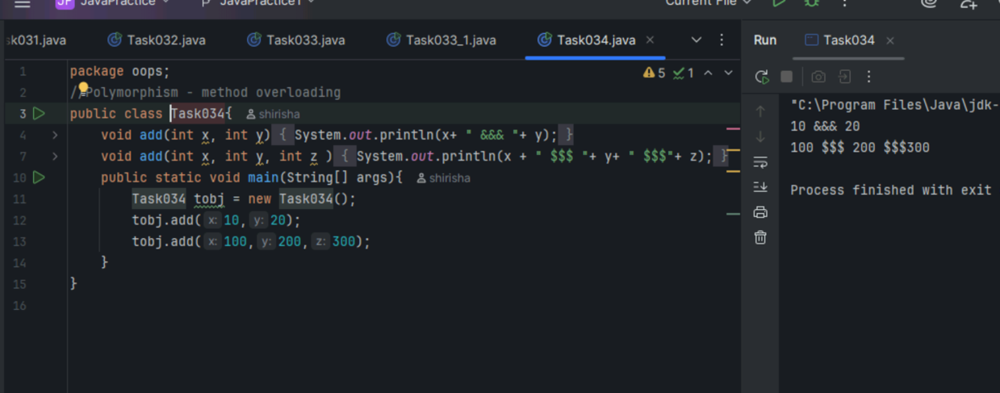 JP JavaPractice JavaPractice1 Current File
sk031.java Task032.java Task033.java Task033_1.java Task034.java Run Task034
1 package oops; 5 1
2 //Polymorphism - method overloading
3 public class Task034{ shirisha
4 void add(int x, int y) { System.out.println(x+ " &&& "+ y); }
7 void add(int x, int y, int z ) { System.out.println(x + " $$$ "+ y+ " $$$"+ z); }
10 public static void main(String[] args){ shirisha
11 Task034 tobj = new Task034();
12 tobj.add( x: 10, y: 20);
13 tobj.add( x: 100, y: 200, z: 300);
14 }
15 }
16
"C:\Program Files\Java\jdk-
10 &&& 20
100 $$$ 200 $$$300
Process finished with exit